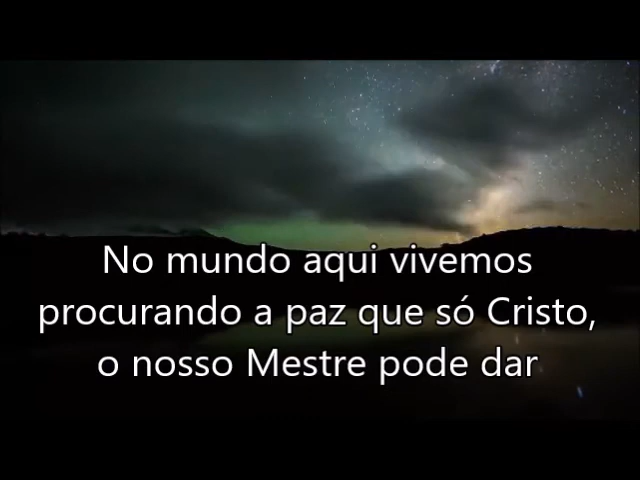 No mundo aqui vivemos
procurando a paz que só Cristo,
o nosso Mestre pode dar